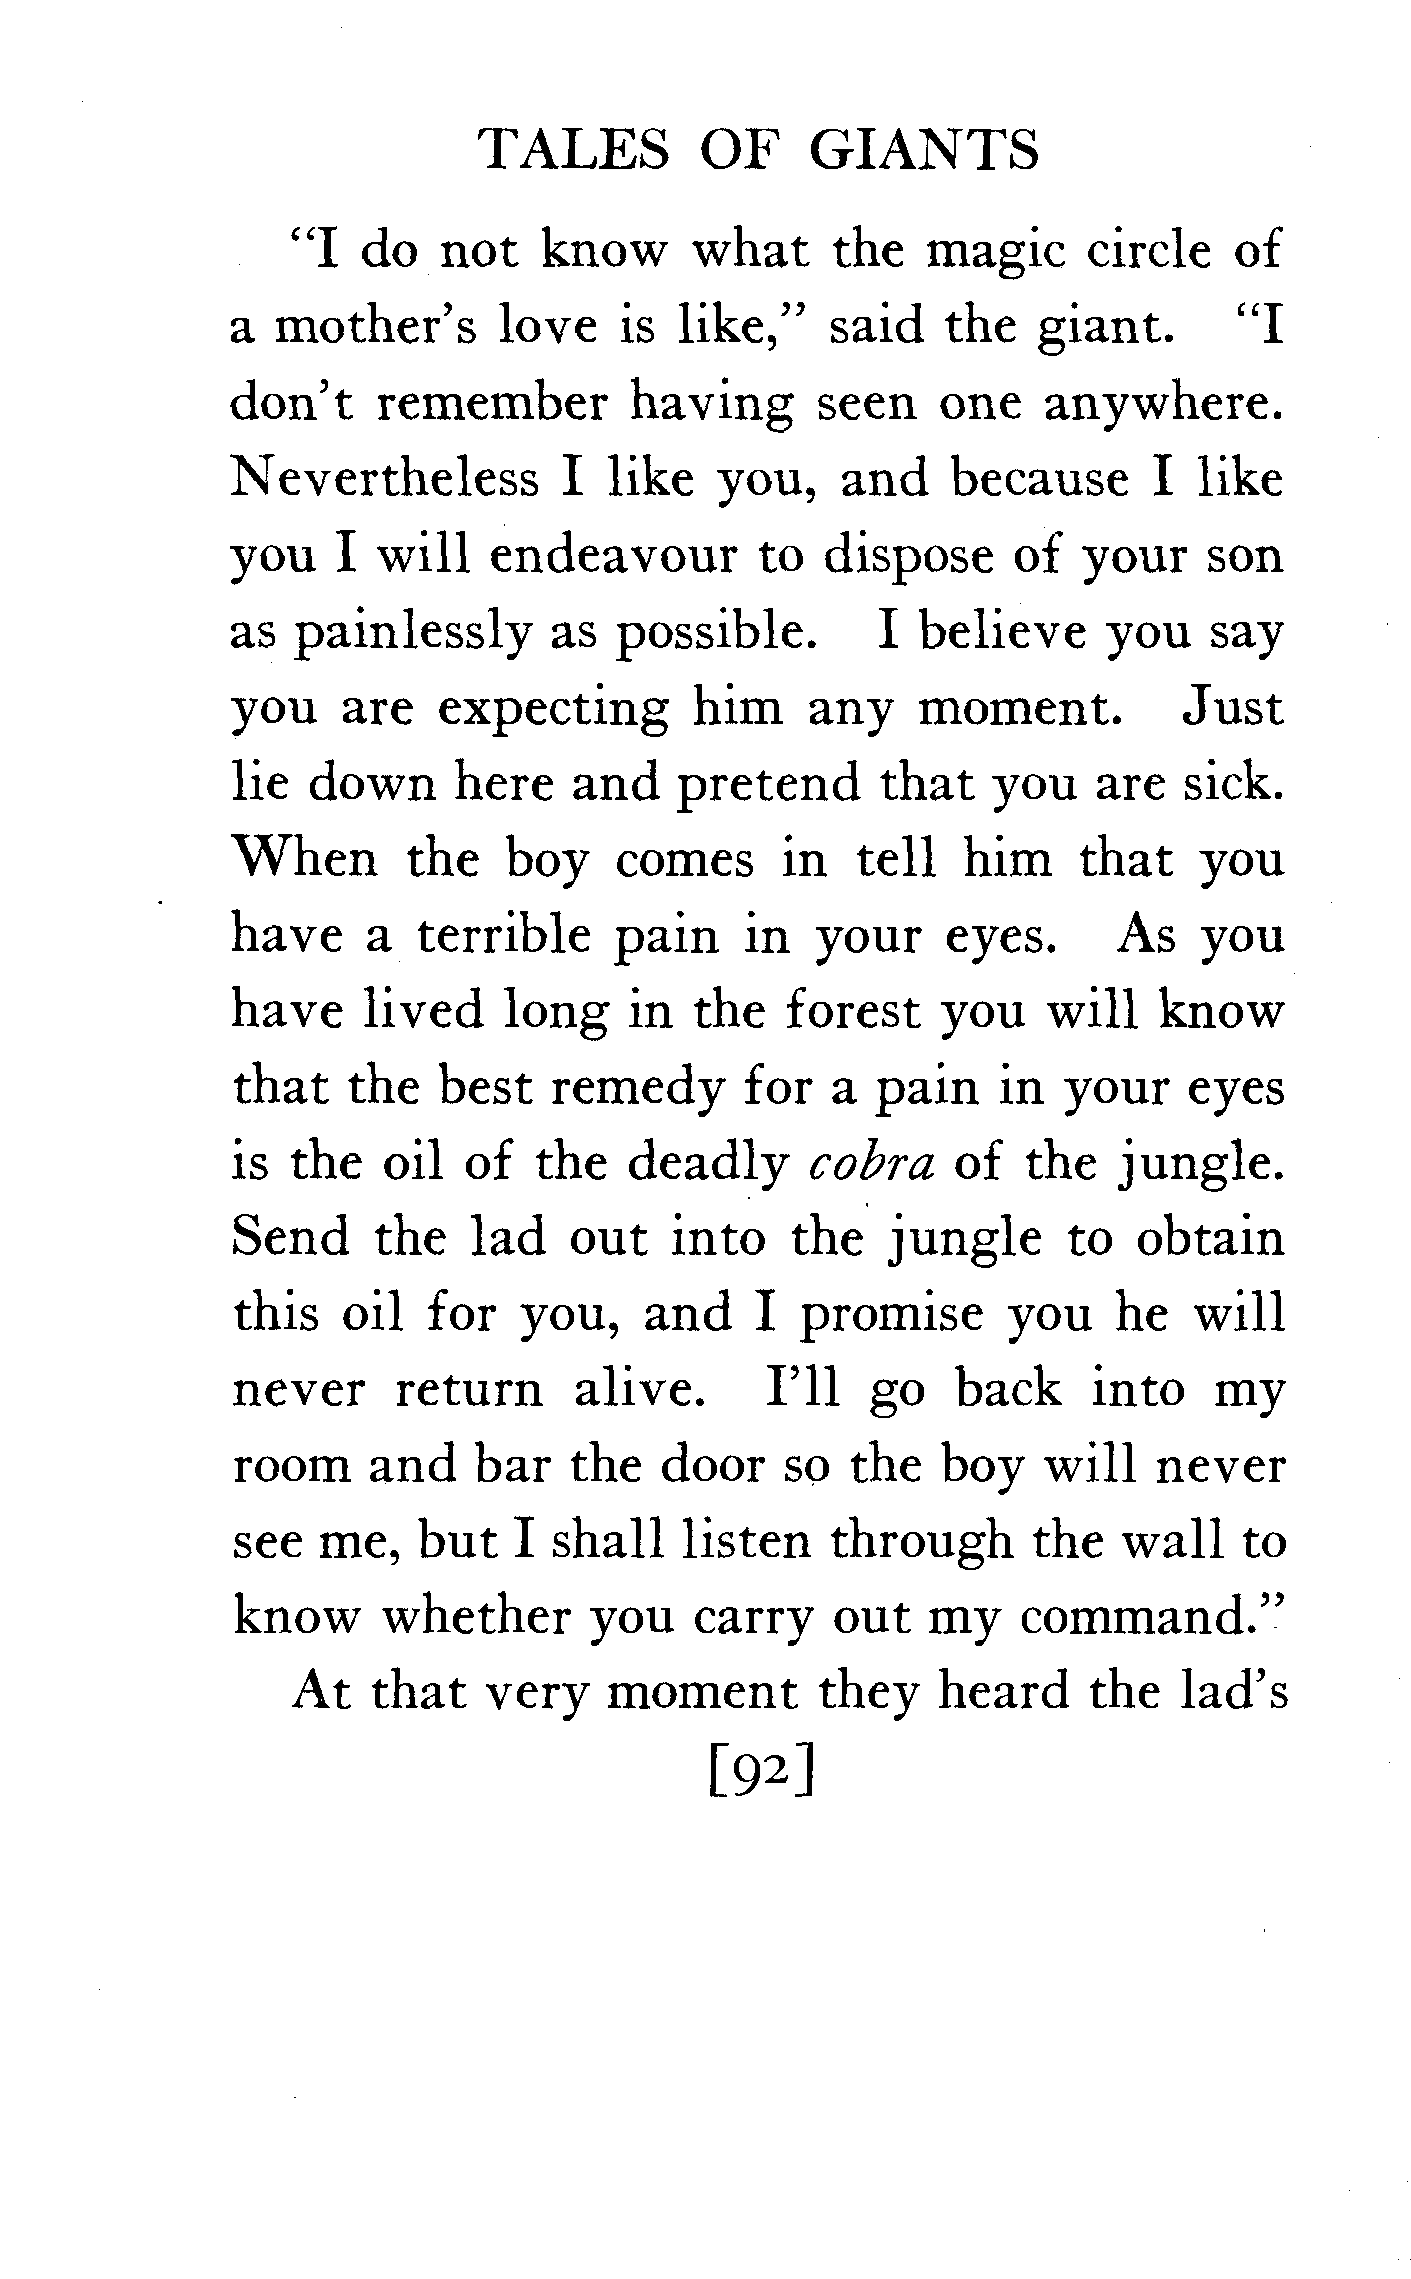 TALES OF GIANTS
“I do not know what the magic circle of
a mother’s love is like,” said the giant. “I
don’t remember having seen one anywhere.
Nevertheless I like you, and because I like
you I will endeavour to dispose of your son
as painlessly as possible. I believe you say
you are expecting him any moment. Just
lie down here and pretend that you are sick.
When the boy comes in tell him that you
have a terrible pain in your eyes. As you
have lived long in the forest you will know
that the best remedy for a pain in your eyes
is the oil of the deadly cobra of the jungle.
Send the lad out into the jungle to obtain
this oil for you, and I promise you he will
never return alive. I’ll go back into my
room and bar the door so the boy will never
see me, but I shall listen through the wall to
know whether you carry out my command.”
At that very moment they heard the lad’s
[92]